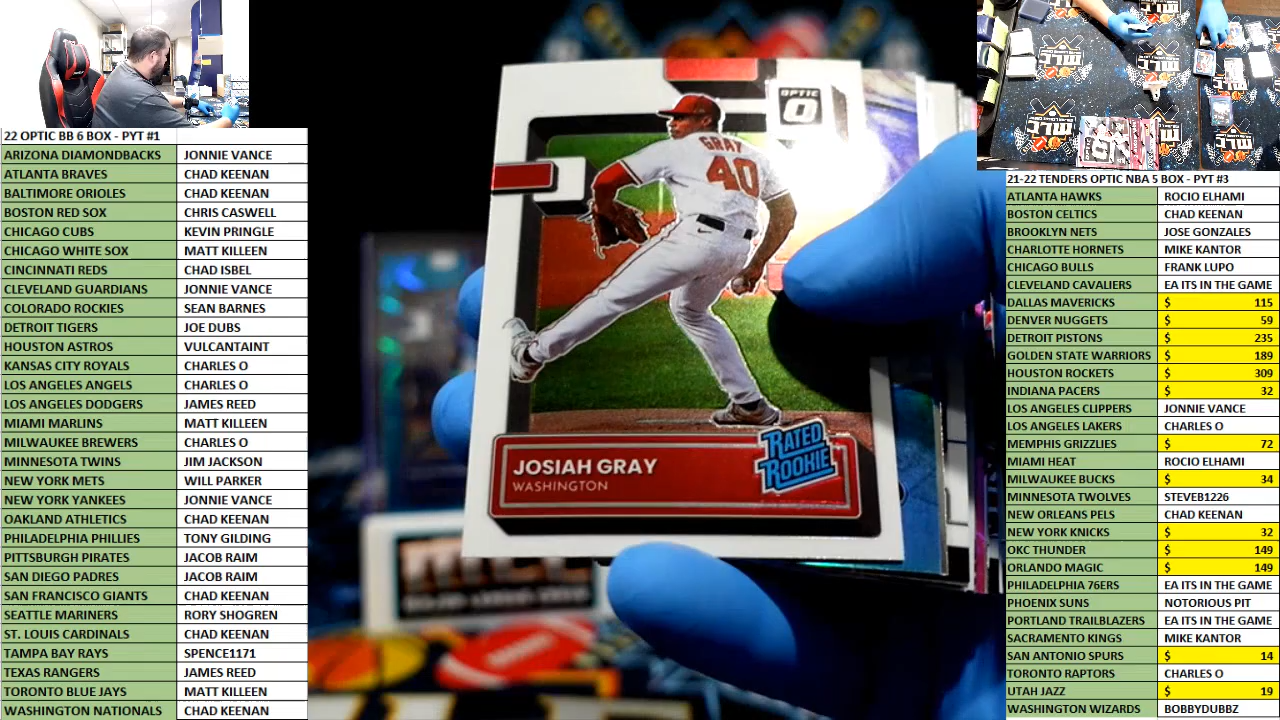 22 OPTIC BB 6 BOX - PYT #1
ARIZONA DIAMONDBACKS JONNIE VANCE
ATLANTA BRAVES CHAD KEENAN
BALTIMORE ORIOLES CHAD KEENAN
BOSTON RED SOX CHRIS CASWELL
CHICAGO CUBS KEVIN PRINGLE
CHICAGO WHITE SOX MATT KILLEEN
CINCINNATI REDS CHAD ISBEL
CLEVELAND GUARDIANS JONNIE VANCE
COLORADO ROCKIES SEAN BARNES
DETROIT TIGERS JOE DUBS
HOUSTON ASTROS VULCANTAINT
KANSAS CITY ROYALS CHARLES O
LOS ANGELES ANGELS CHARLES O
LOS ANGELES DODGERS JAMES REED
MIAMI MARLINS MATT KILLEEN
MILWAUKEE BREWERS CHARLES O
MINNESOTA TWINS JIM JACKSON
NEW YORK METS WILL PARKER
NEW YORK YANKEES JONNIE VANCE
OAKLAND ATHLETICS CHAD KEENAN
PHILADELPHIA PHILLIES TONY GILDING
PITTSBURGH PIRATES JACOB RAIM
SAN DIEGO PADRES JACOB RAIM
SAN FRANCISCO GIANTS CHAD KEENAN
SEATTLE MARINERS RORY SHOGREN
ST. LOUIS CARDINALS CHAD KEENAN
TAMPA BAY RAYS SPENCE1171
TEXAS RANGERS JAMES REED
TORONTO BLUE JAYS MATT KILLEEN
WASHINGTON NATIONALS CHAD KEENAN
OPTIC
GRAY
40
RATED
ROOKIE
JOSIAH GRAY
WASHINGTON
21-22 TENDERS OPTIC NBA 5 BOX - PYT #3
ATLANTA HAWKS ROCIO ELHAMI
BOSTON CELTICS CHAD KEENAN
BROOKLYN NETS JOSE GONZALES
CHARLOTTE HORNETS MIKE KANTOR
CHICAGO BULLS FRANK LUPO
CLEVELAND CAVALIERS EA ITS IN THE GAME
DALLAS MAVERICKS $ 115
DENVER NUGGETS $ 59
DETROIT PISTONS $ 235
GOLDEN STATE WARRIORS $ 189
HOUSTON ROCKETS $ 309
INDIANA PACERS $ 32
LOS ANGELES CLIPPERS JONNIE VANCE
LOS ANGELES LAKERS CHARLES O
MEMPHIS GRIZZLIES $ 72
MIAMI HEAT ROCIO ELHAMI
MILWAUKEE BUCKS $ 34
MINNESOTA TWOLVES STEVEB1226
NEW ORLEANS PELS CHAD KEENAN
NEW YORK KNICKS $ 32
OKC THUNDER $ 149
ORLANDO MAGIC $ 149
PHILADELPHIA 76ERS EA ITS IN THE GAME
PHOENIX SUNS NOTORIOUS PIT
PORTLAND TRAILBLAZERS EA ITS IN THE GAME
SACRAMENTO KINGS MIKE KANTOR
SAN ANTONIO SPURS $ 14
TORONTO RAPTORS CHARLES O
UTAH JAZZ $ 19
WASHINGTON WIZARDS BOBBYDUBBZ